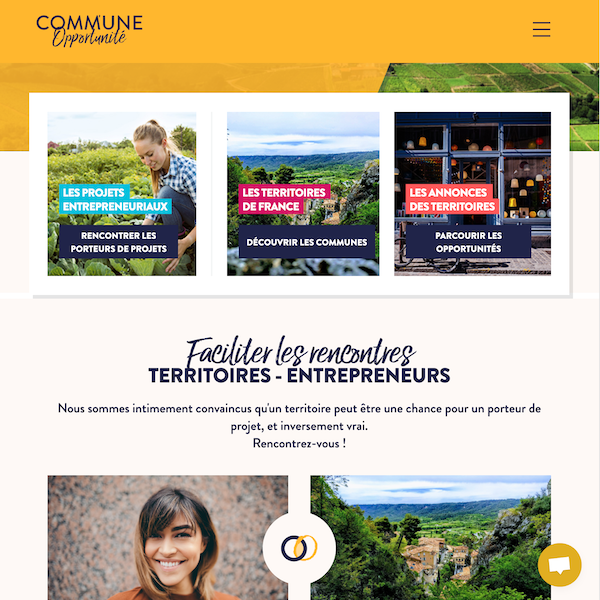 COMMUNE
Opportunité
LES PROJETS
ENTREPRENEURIAUX
RENCONTRER LES
PORTEURS DE PROJETS
LES TERRITOIRES
DE FRANCE
DÉCOUVRIR LES COMMUNES
LES ANNONCES
DES TERRITOIRES
PARCOURIR LES
OPPORTUNITÉS
Faciliter les rencontres
TERRITOIRES - ENTREPRENEURS
Nous sommes intimement convaincus qu'un territoire peut être une chance pour un porteur de
projet, et inversement vrai.
Rencontrez-vous !